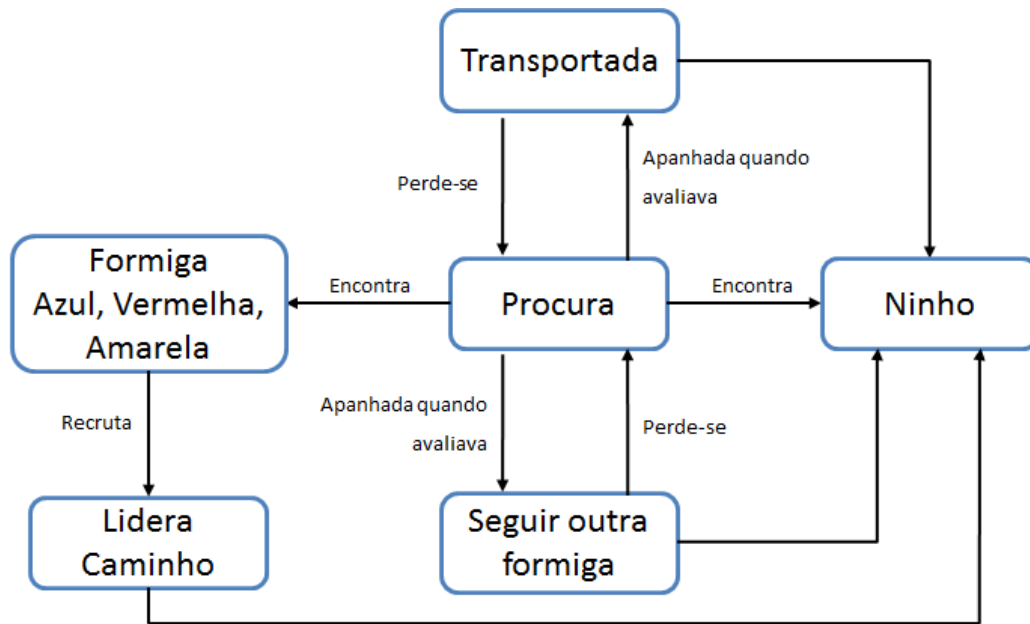 Transportada
Perde-se
Apanhada quando
avaliava
Formiga
Azul, Vermelha,
Amarela
Encontra
Procura
Encontra
Ninho
Recruta
Apanhada quando
avaliava
Perde-se
Lidera
Caminho
Seguir outra
formiga